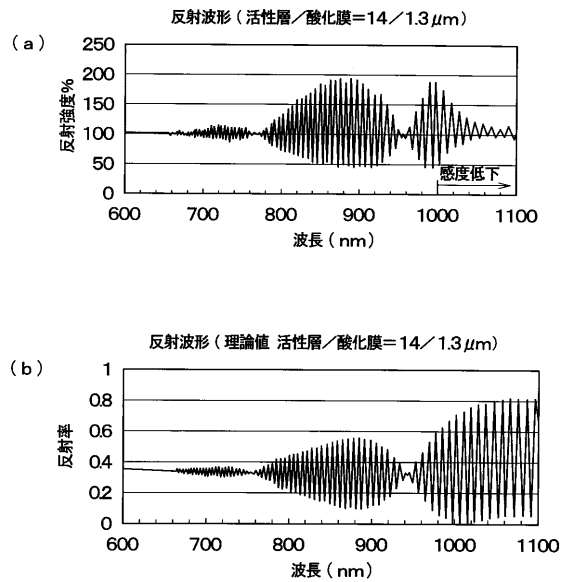 反射波形(活性層/酸化膜=14/1.3μm)
(a)
250
200
150
100
50
0
反射強度%
感度低下
600 700 800 900 1000 1100
波長(nm)
反射波形(理論値 活性層/酸化膜=14/1.3μm)
(b)
1
0.8
0.6
0.4
0.2
0
反射率
600 700 800 900 1000 1100
波長(nm)